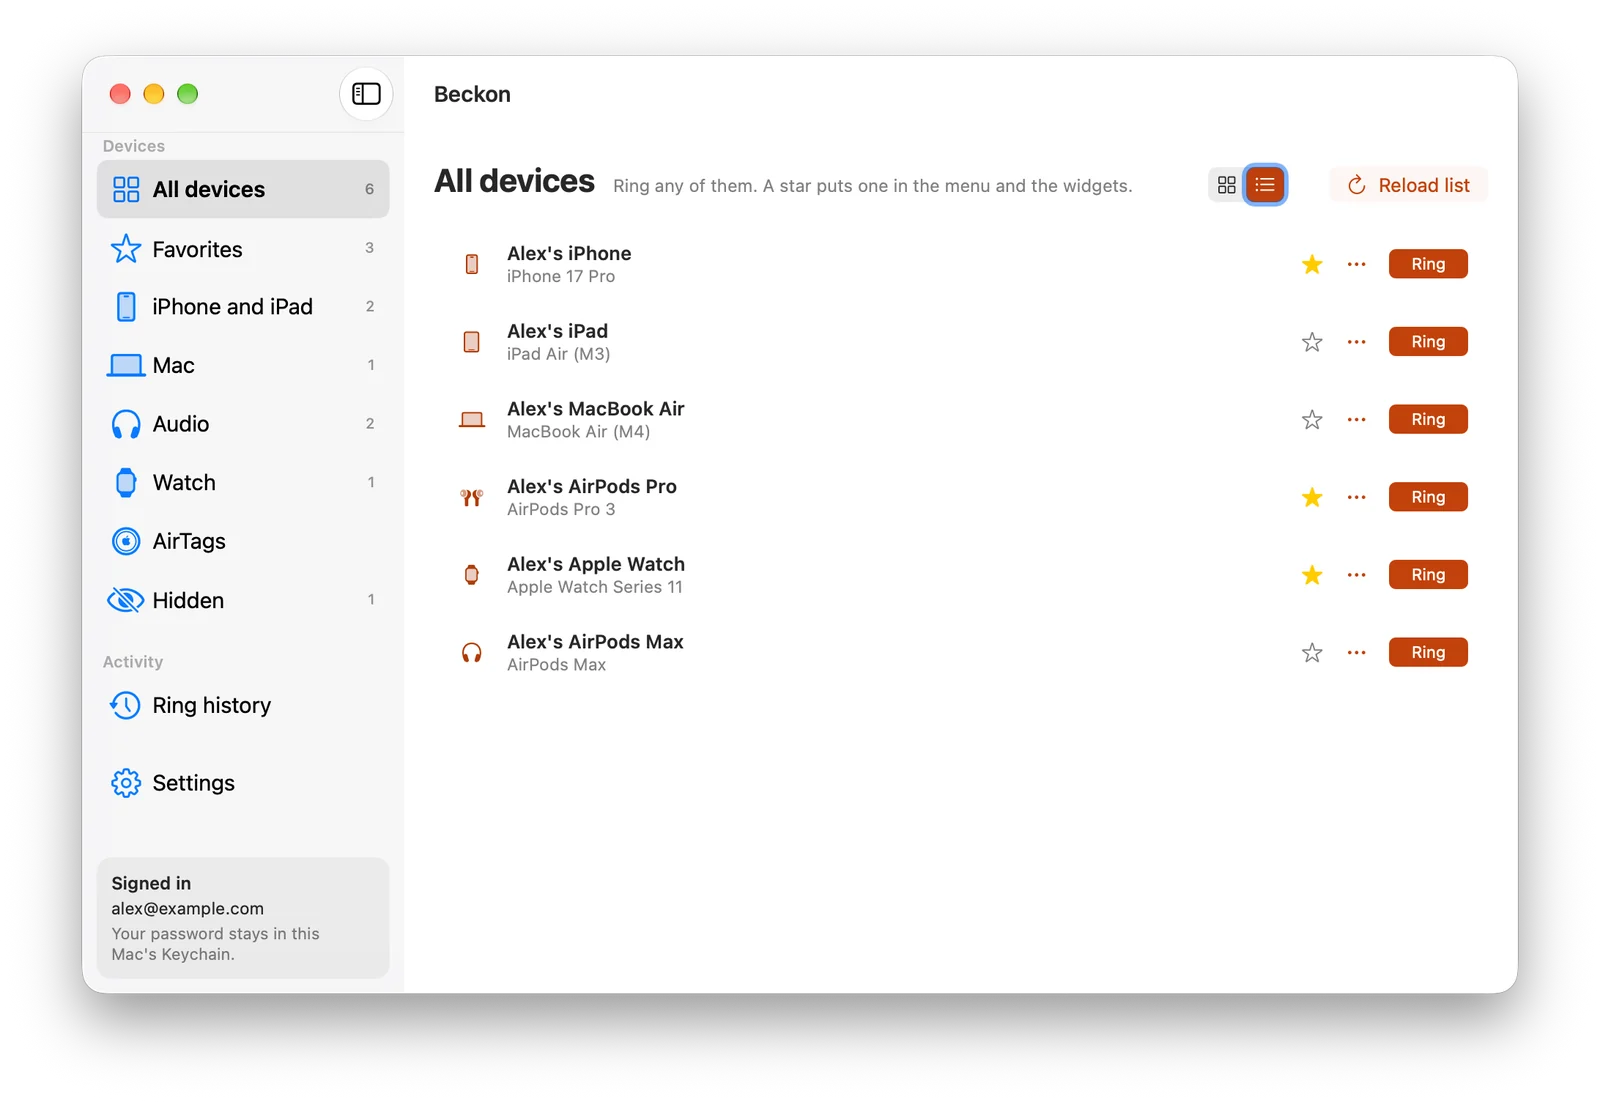 Beckon
Devices
All devices 6
Favorites 3
iPhone and iPad 2
Mac 1
Audio 2
Watch 1
AirTags
Hidden 1
Activity
Ring history
Settings
Signed in
alex@example.com
Your password stays in this
Mac's Keychain.
All devices Ring any of them. A star puts one in the menu and the widgets. Reload list
Alex's iPhone
iPhone 17 Pro
Ring
Alex's iPad
iPad Air (M3)
Ring
Alex's MacBook Air
MacBook Air (M4)
Ring
Alex's AirPods Pro
AirPods Pro 3
Ring
Alex's Apple Watch
Apple Watch Series 11
Ring
Alex's AirPods Max
AirPods Max
Ring